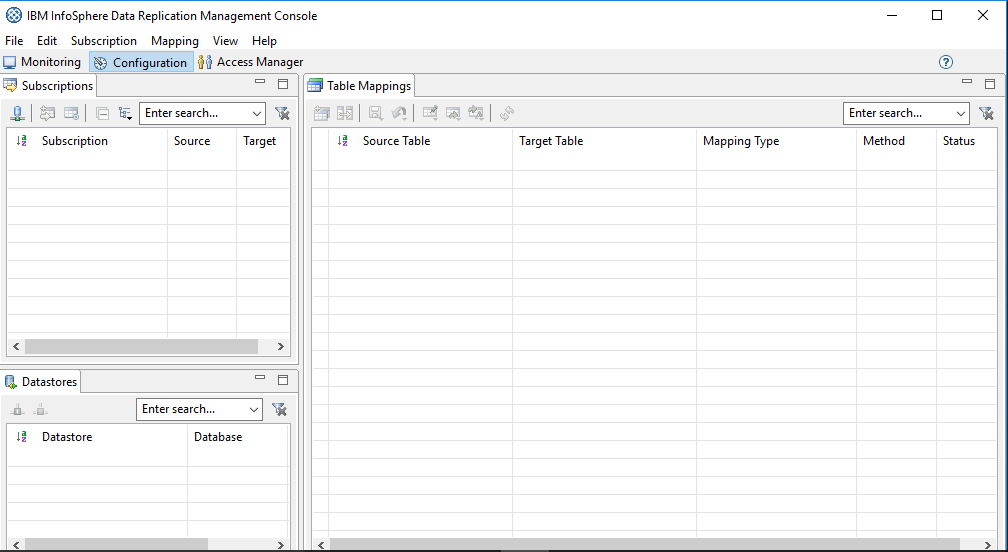 IBM InfoSphere Data Replication Management Console
File Edit Subscription Mapping View Help
Monitoring Configuration Access Manager
Subscriptions
Enter search...
Subscription Source Target
Datastores
Enter search...
Datastore Database
Table Mappings
Enter search...
Source Table Target Table Mapping Type Method Status